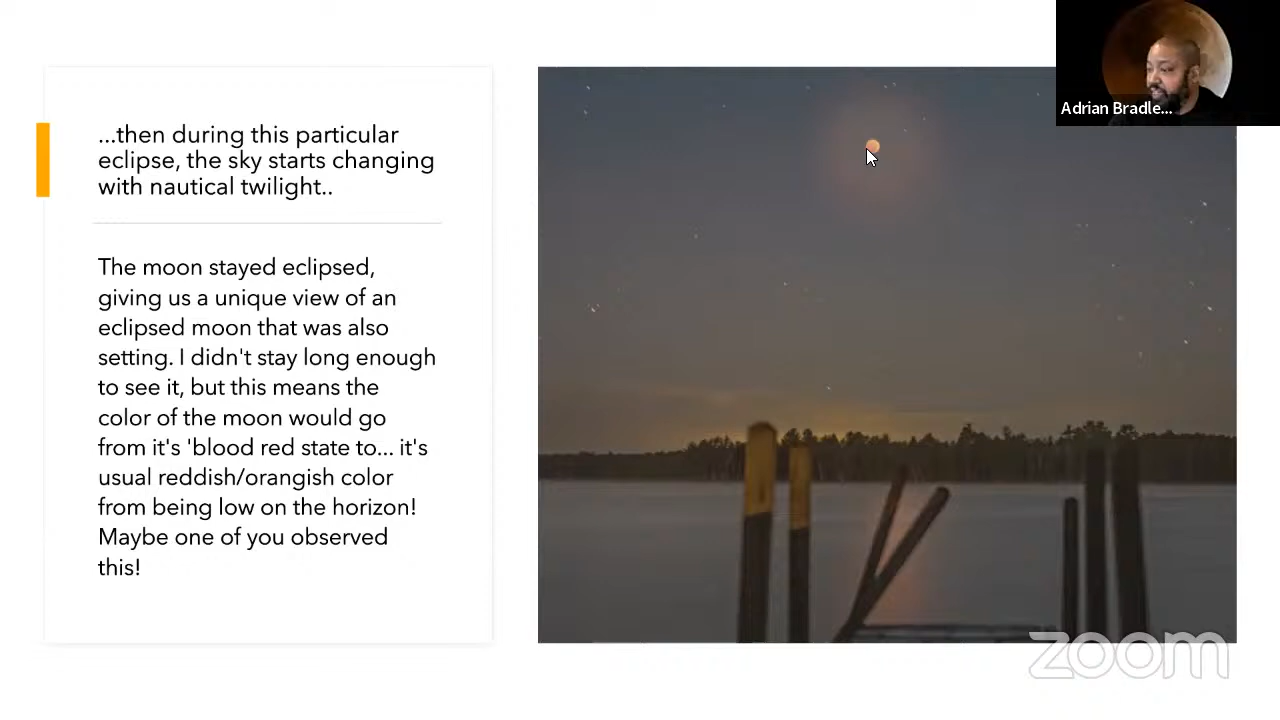 ...then during this particular
eclipse, the sky starts changing
with nautical twilight..
The moon stayed eclipsed,
giving us a unique view of an
eclipsed moon that was also
setting. I didn't stay long enough
to see it, but this means the
color of the moon would go
from it's 'blood red state to... it's
usual reddish/orangish color
from being low on the horizon!
Maybe one of you observed
this!
Adrian Bradle...
zoom